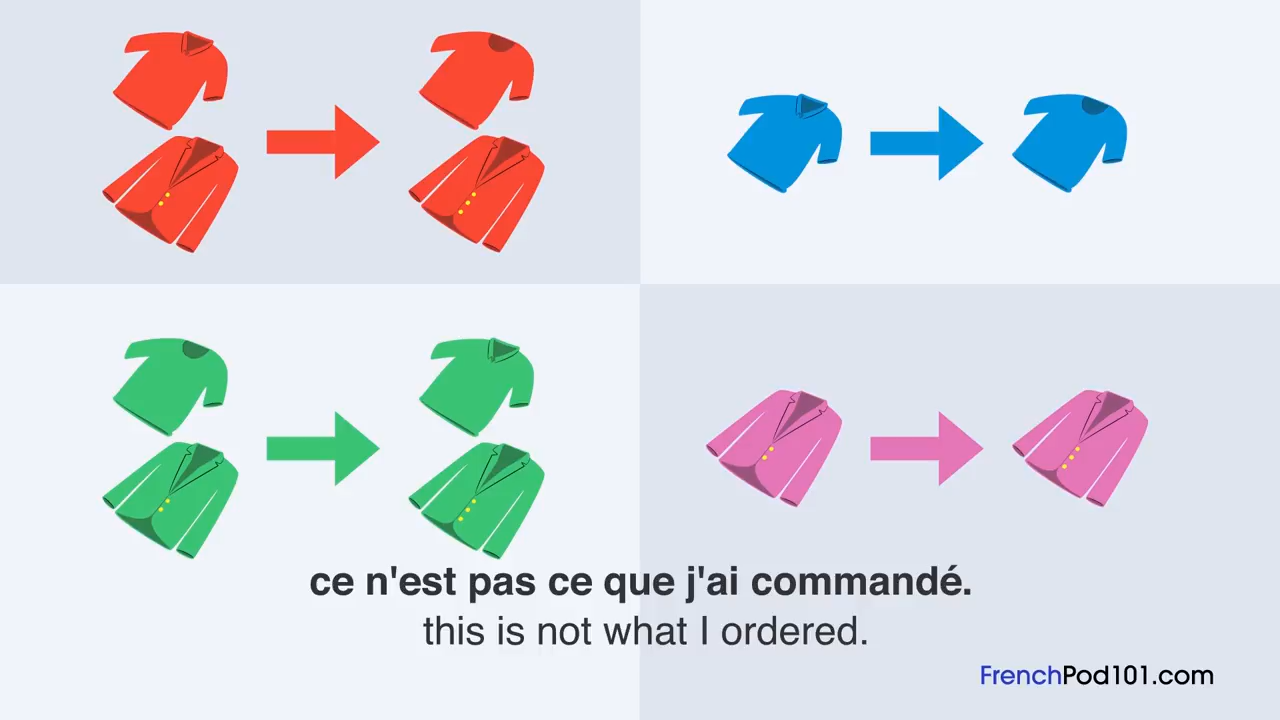 ce n'est pas ce que j'ai commandé.
this is not what I ordered.
FrenchPod101.com